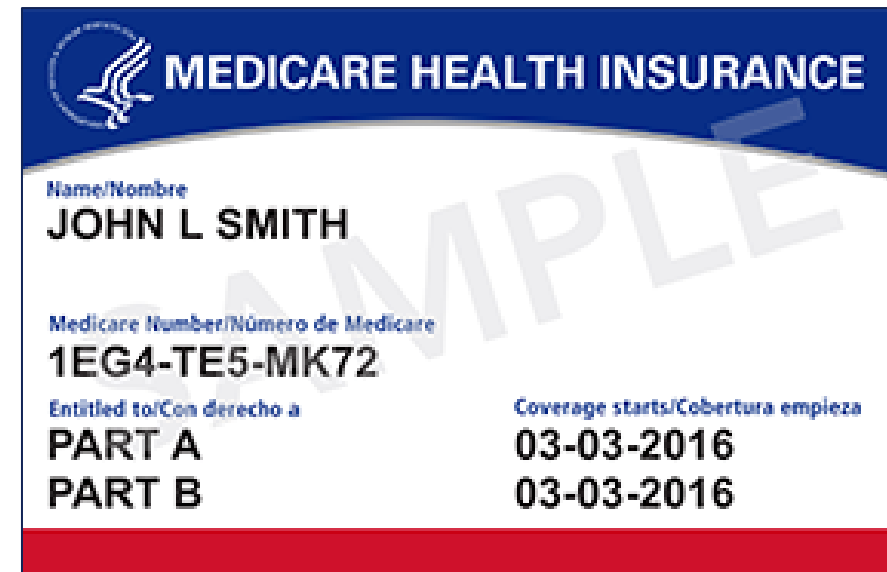 MEDICARE HEALTH INSURANCE
SAMPLE
Name/Nombre
JOHN L SMITH
Medicare Number/Número de Medicare
1EG4-TE5-MK72
Entitled to/Con derecho a Coverage starts/Cobertura empieza
PART A 03-03-2016
PART B 03-03-2016